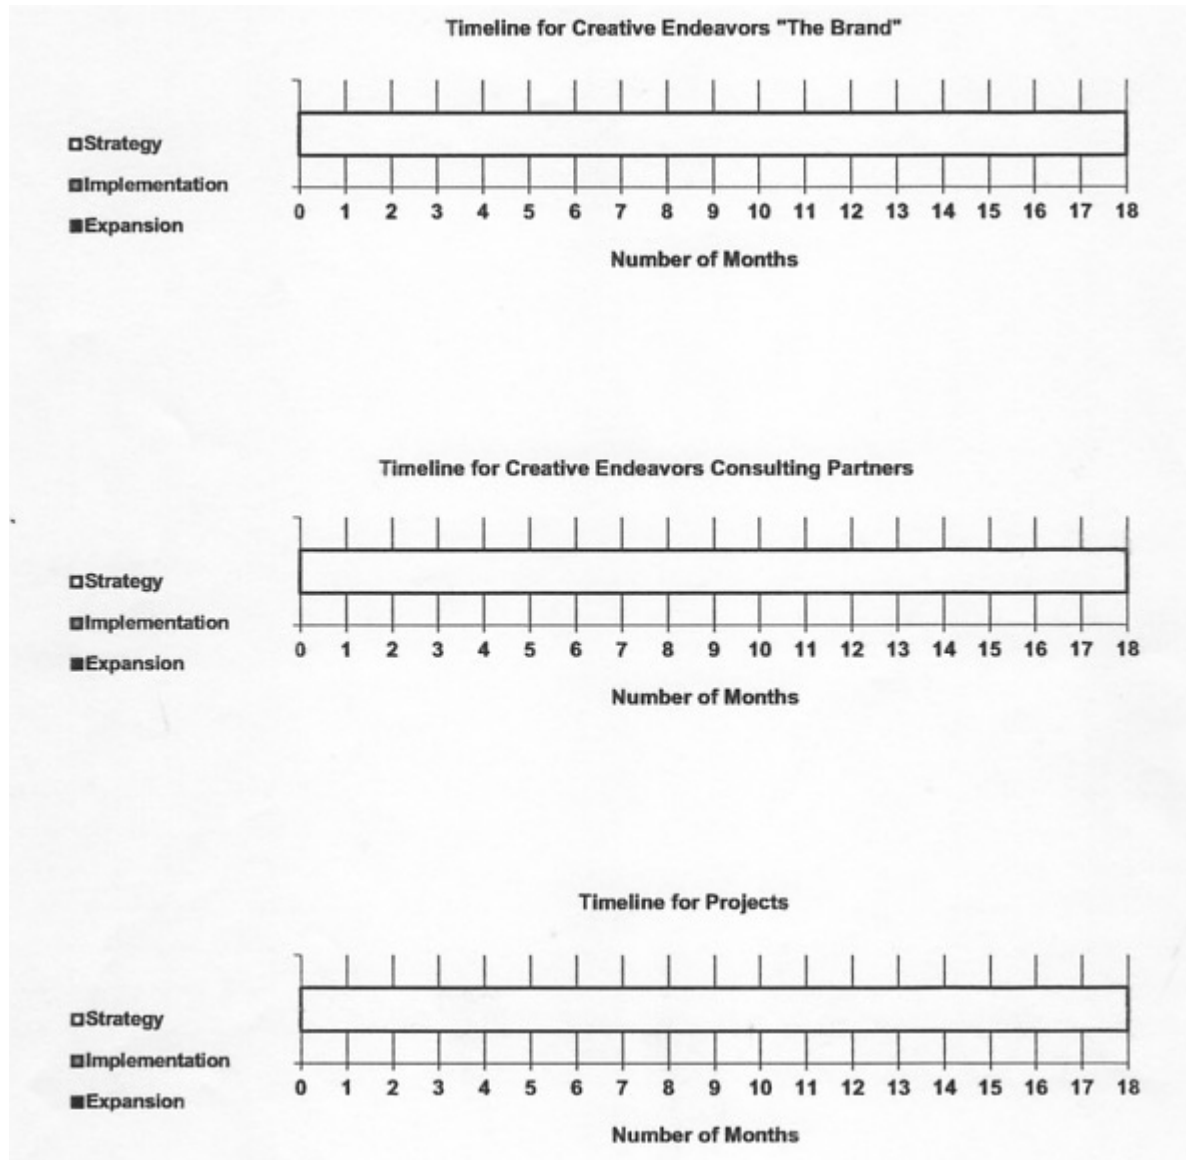 Timeline for Creative Endeavors "The Brand"
Strategy
Implementation
Expansion
0 1 2 3 4 5 6 7 8 9 10 11 12 13 14 15 16 17 18
Number of Months
Timeline for Creative Endeavors Consulting Partners
Strategy
Implementation
Expansion
0 1 2 3 4 5 6 7 8 9 10 11 12 13 14 15 16 17 18
Number of Months
Timeline for Projects
Strategy
Implementation
Expansion
0 1 2 3 4 5 6 7 8 9 10 11 12 13 14 15 16 17 18
Number of Months